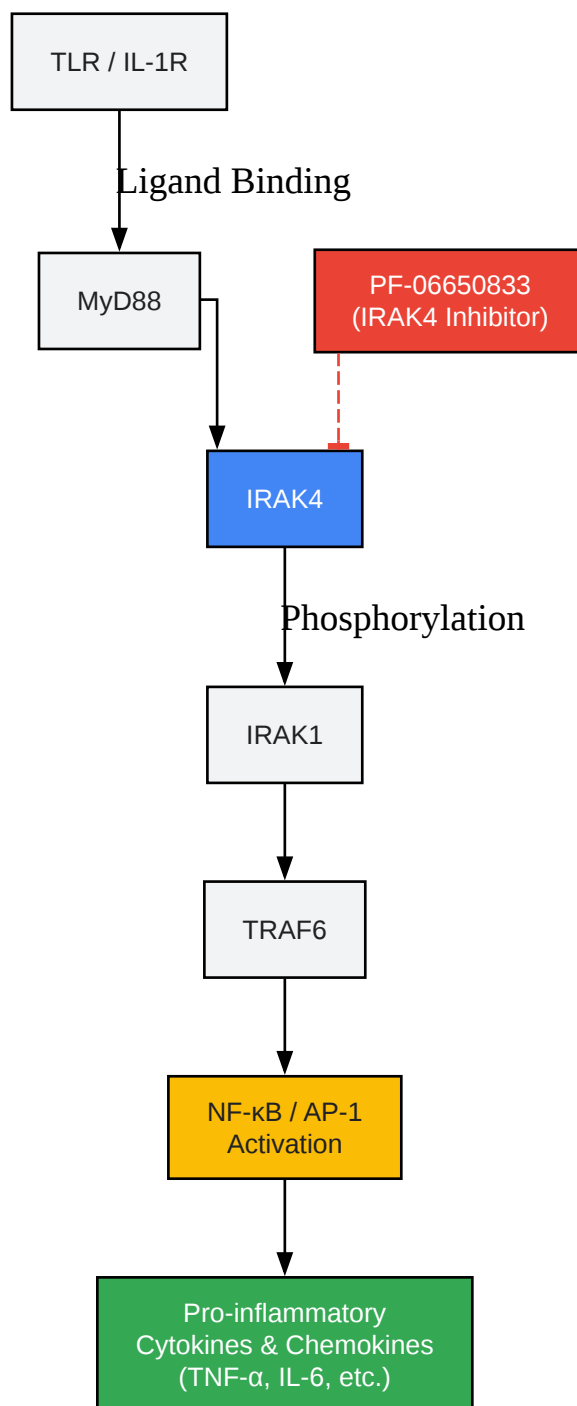 TLR / IL-1R
Ligand Binding
MyD88
PF-06650833
(IRAK4 Inhibitor)
IRAK4
Phosphorylation
IRAK1
TRAF6
NF-κB / AP-1
Activation
Pro-inflammatory
Cytokines & Chemokines
(TNF-α, IL-6, etc.)